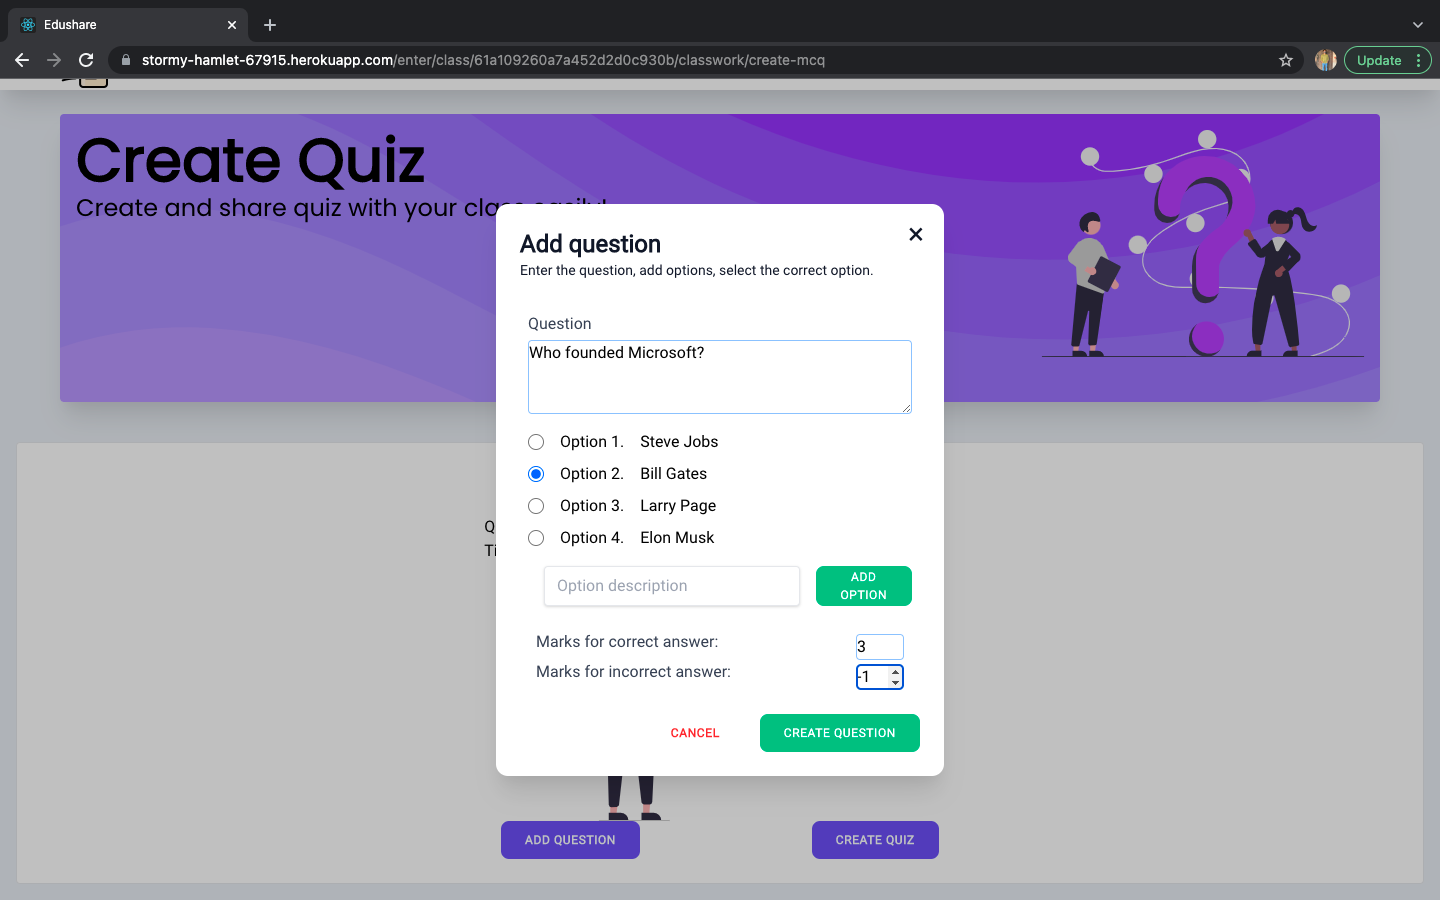 Edushare
stormy-hamlet-67915.herokuapp.com/enter/class/61a109260a7a452d2d0c930b/classwork/create-mcq
Update
Create Quiz
Create and share quiz with your class easily!
Add question
Enter the question, add options, select the correct option.
Question
Who founded Microsoft?
Option 1. Steve Jobs
Option 2. Bill Gates
Option 3. Larry Page
Option 4. Elon Musk
Option description
ADD
OPTION
Marks for correct answer: 3
Marks for incorrect answer: -1
CANCEL
CREATE QUESTION
ADD QUESTION
CREATE QUIZ